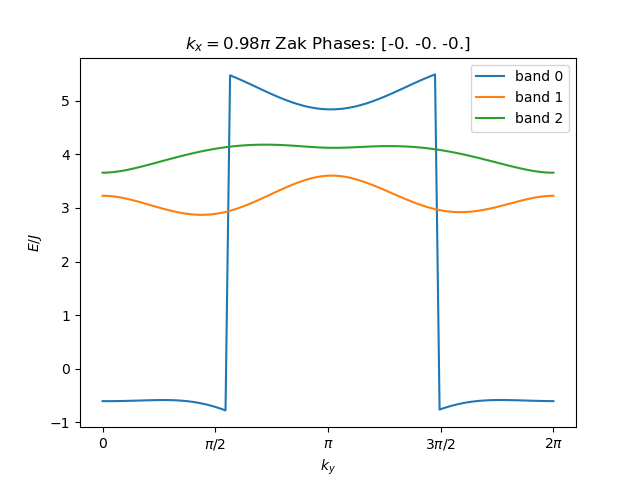 $k_x = 0.98\pi$ Zak Phases: [-0. -0. -0.]
band 0
band 1
band 2
E/J
5
4
3
2
1
0
−1
0
π/2
π
3π/2
2π
$k_y$